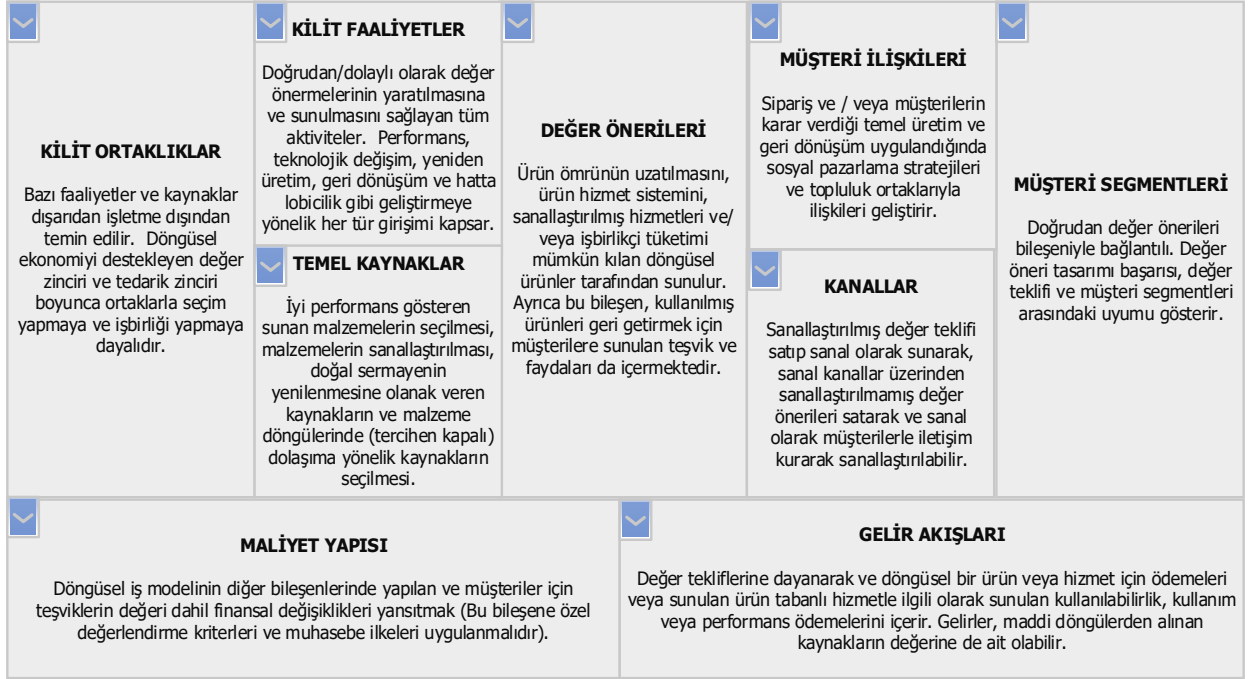 KİLİT ORTAKLIKLAR
Bazı faaliyetler ve kaynaklar
dışarıdan işletme dışından
temin edilir. Döngüsel
ekonomiyi destekleyen değer
zinciri ve tedarik zinciri
boyunca ortaklarla seçim
yapmaya ve işbirliği yapmaya
dayalıdır.
KİLİT FAALİYETLER
Doğrudan/dolaylı olarak değer
önermelerinin yaratılmasına
ve sunulmasını sağlayan tüm
aktiviteler. Performans,
teknolojik değişim, yeniden
üretim, geri dönüşüm ve hatta
lobicilik gibi geliştirmeye
yönelik her tür girişimi kapsar.
TEMEL KAYNAKLAR
İyi performans gösteren
sunan malzemelerin seçilmesi,
malzemelerin sanallaştırılması,
doğal sermayenin
yenilenmesine olanak veren
kaynakların ve malzeme
döngülerinde (tercihen kapalı)
dolaşıma yönelik kaynakların
seçilmesi.
DEĞER ÖNERİLERİ
Ürün ömrünün uzatılmasını,
ürün hizmet sistemini,
sanallaştırılmış hizmetleri ve/
veya işbirlikçi tüketimi
mümkün kılan döngüsel
ürünler tarafından sunulur.
Ayrıca bu bileşen, kullanılmış
ürünleri geri getirmek için
müşterilere sunulan teşvik ve
faydaları da içermektedir.
MÜŞTERİ İLİŞKİLERİ
Sipariş ve / veya müşterilerin
karar verdiği temel üretim ve
geri dönüşüm uygulandığında
sosyal pazarlama stratejileri
ve topluluk ortaklarıyla
ilişkileri geliştirir.
KANALLAR
Sanallaştırılmış değer teklifi
satıp sanal olarak sunarak,
sanal kanallar üzerinden
sanallaştırılmamış değer
önerileri satarak ve sanal
olarak müşterilerle iletişim
kurarak sanallaştırılabilir.
MÜŞTERİ SEGMENTLERİ
Doğrudan değer önerileri
bileşeniyle bağlantılı. Değer
öneri tasarımı başarısı, değer
teklifi ve müşteri segmentleri
arasındaki uyumu gösterir.
MALİYET YAPISI
Döngüsel iş modelinin diğer bileşenlerinde yapılan ve müşteriler için
teşviklerin değeri dahil finansal değişiklikleri yansıtmak (Bu bileşene özel
değerlendirme kriterleri ve muhasebe ilkeleri uygulanmalıdır).
GELİR AKIŞLARI
Değer tekliflerine dayanarak ve döngüsel bir ürün veya hizmet için ödemeleri
veya sunulan ürün tabanlı hizmetle ilgili olarak sunulan kullanılabilirlik, kullanım
veya performans ödemelerini içerir. Gelirler, maddi döngülerden alınan
kaynakların değerine de ait olabilir.